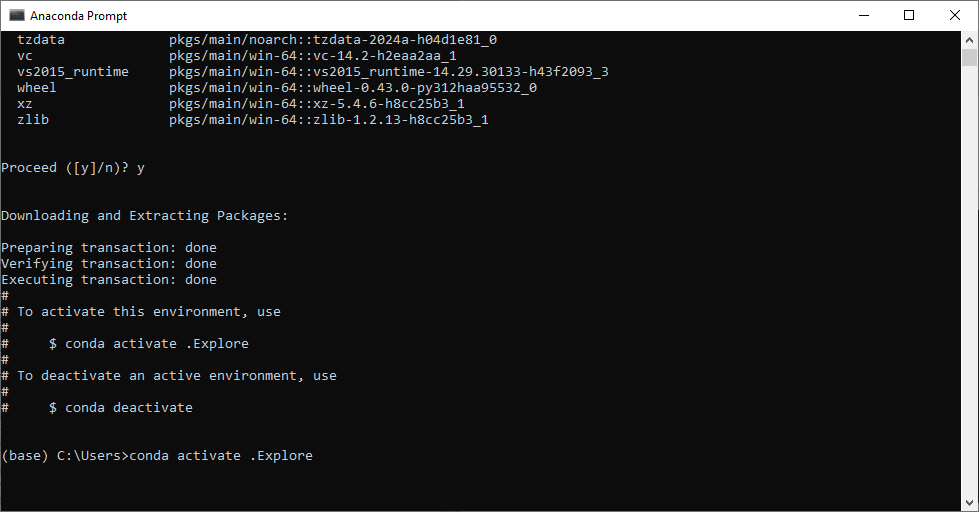 Anaconda Prompt
tzdata             pkgs/main/noarch::tzdata-2024a-h04d1e81_0
vc                 pkgs/main/win-64::vc-14.2-h2eaa2aa_1
vs2015_runtime     pkgs/main/win-64::vs2015_runtime-14.29.30133-h43f2093_3
wheel              pkgs/main/win-64::wheel-0.43.0-py312haa95532_0
xz                 pkgs/main/win-64::xz-5.4.6-h8cc25b3_1
zlib               pkgs/main/win-64::zlib-1.2.13-h8cc25b3_1
Proceed ([y]/n)? y
Downloading and Extracting Packages:
Preparing transaction: done
Verifying transaction: done
Executing transaction: done
#
# To activate this environment, use
#
#     $ conda activate .Explore
#
# To deactivate an active environment, use
#
#     $ conda deactivate
(base) C:\Users>conda activate .Explore